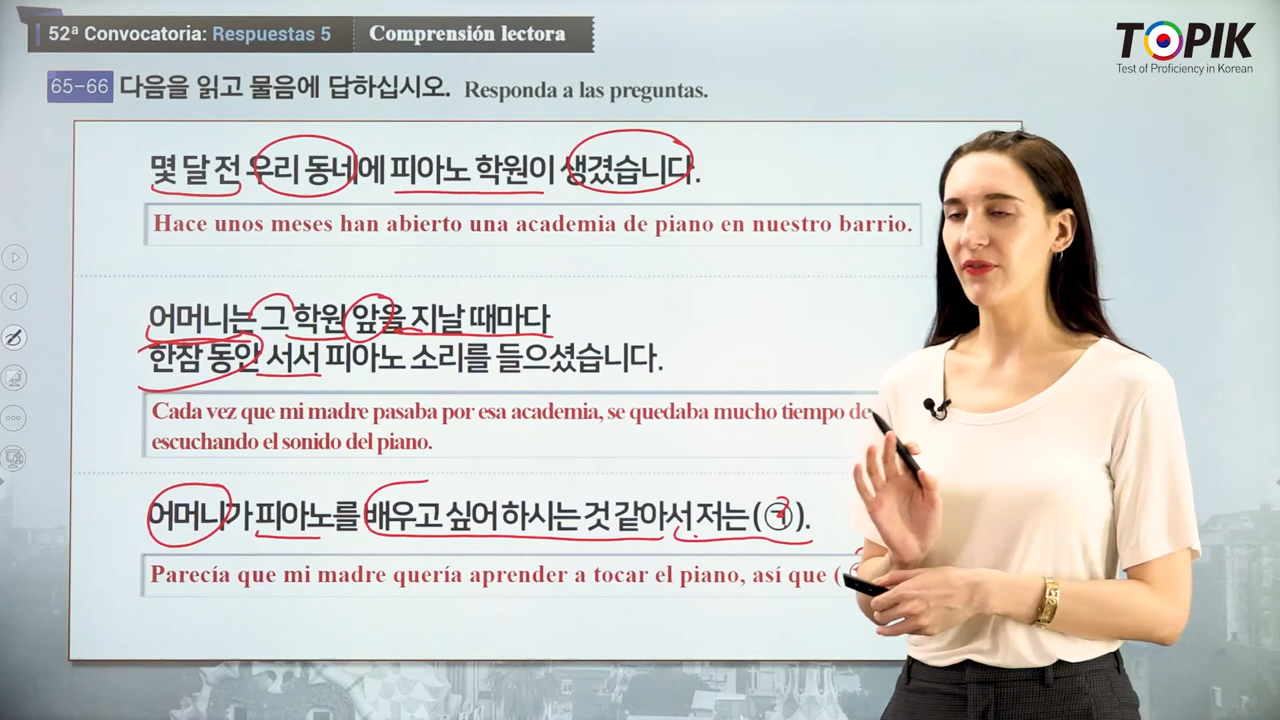 52ª Convocatoria: Respuestas 5 Comprensión lectora
TOPIK
Test of Proficiency in Korean
65-66 다음을 읽고 물음에 답하십시오. Responda a las preguntas.
몇 달 전 우리 동네에 피아노 학원이 생겼습니다.
Hace unos meses han abierto una academia de piano en nuestro barrio.
어머니는 그 학원 앞을 지날 때마다
한잠 동안 서서 피아노 소리를 들으셨습니다.
Cada vez que mi madre pasaba por esa academia, se quedaba mucho tiempo de
escuchando el sonido del piano.
어머니가 피아노를 배우고 싶어 하시는 것 같아서 저는 (㉠).
Parecía que mi madre quería aprender a tocar el piano, así que (